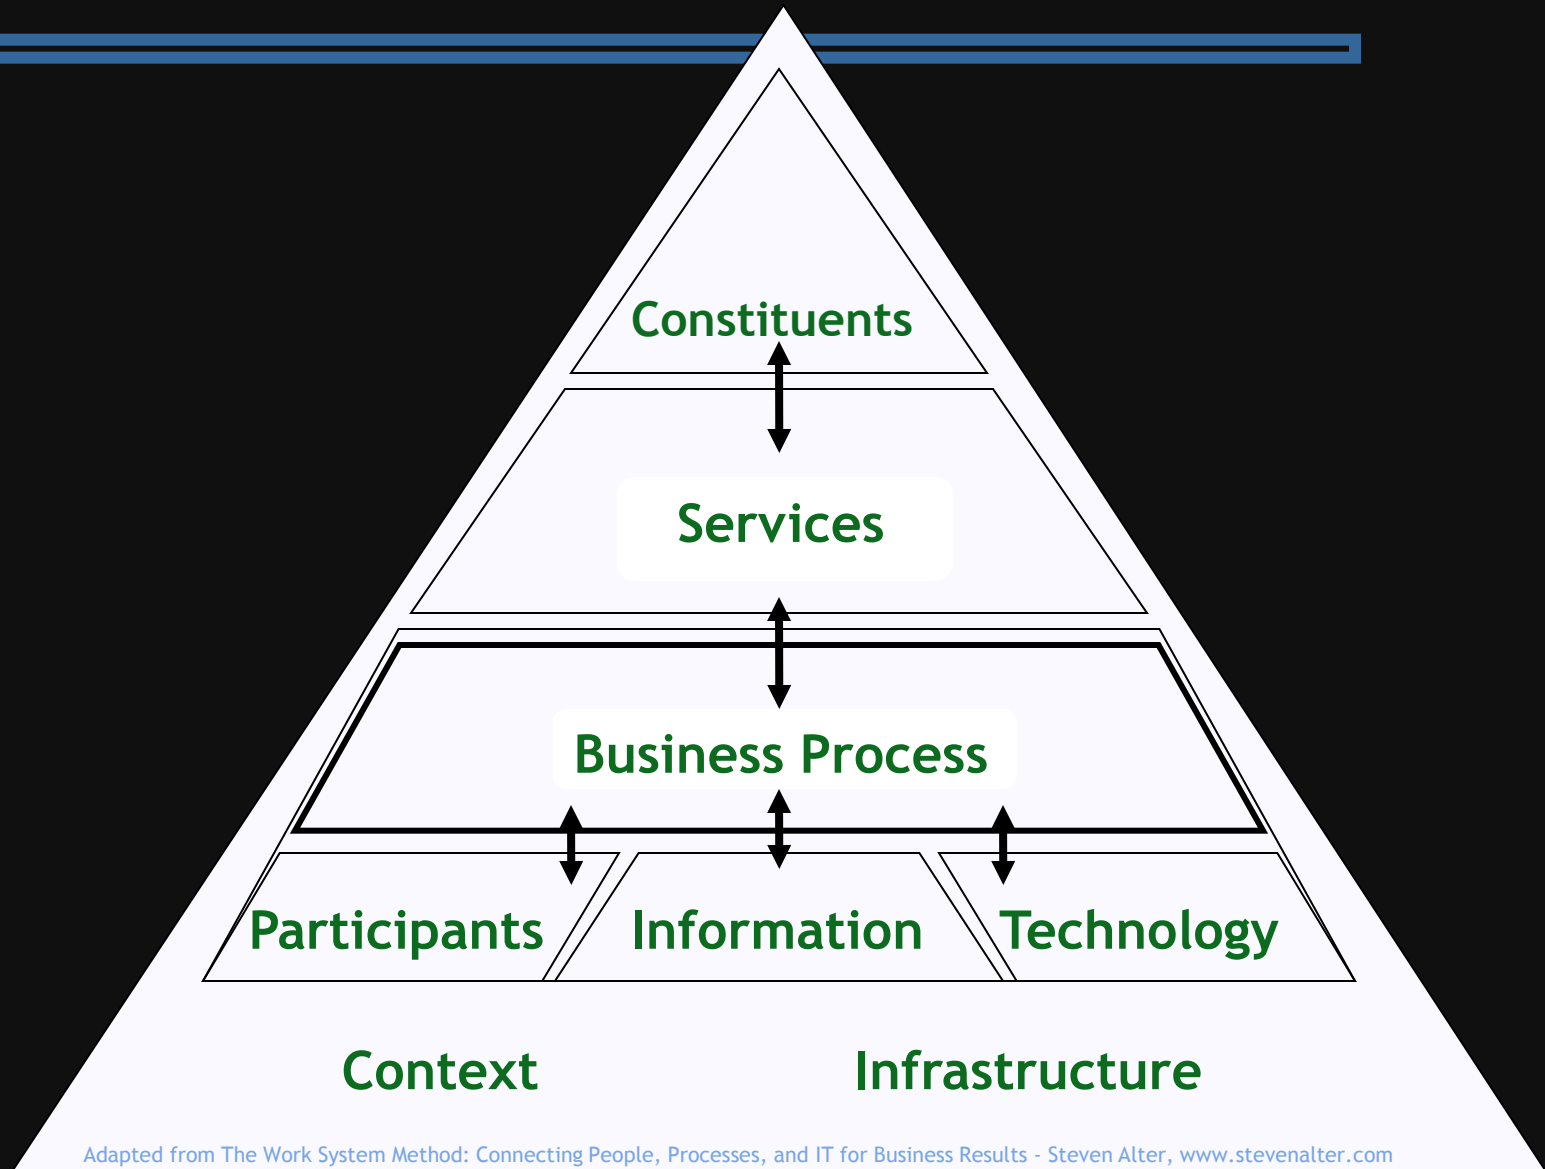 Constituents
Services
Business Process
Participants Information Technology
Context Infrastructure
Adapted from The Work System Method: Connecting People, Processes, and IT for Business Results - Steven Alter, www.stevenalter.com